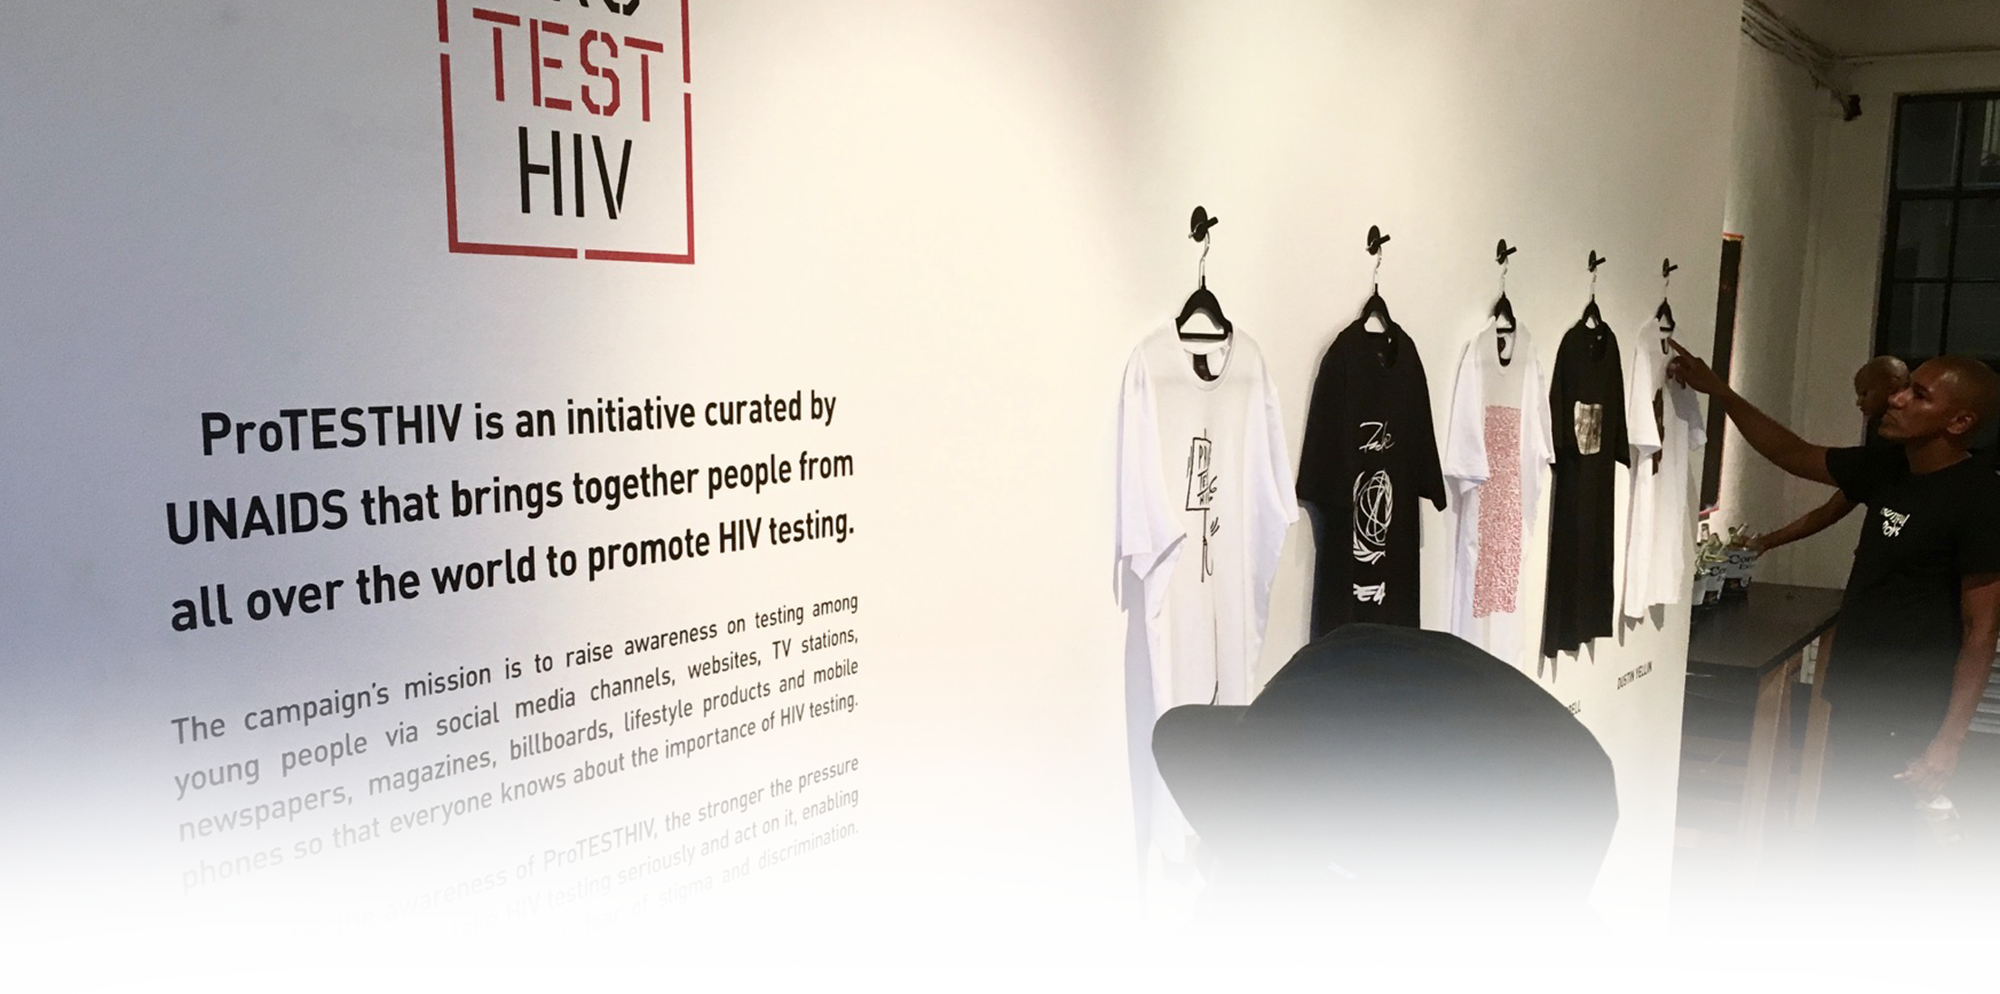 TEST
HIV
ProTESTHIV is an initiative curated by
UNAIDS that brings together people from
all over the world to promote HIV testing.
The campaign's mission is to raise awareness on testing among
young people via social media channels, websites, TV stations,
newspapers, magazines, billboards, lifestyle products and mobile
phones so that everyone knows about the importance of HIV testing.
awareness of ProTESTHIV, the stronger the pressure
HIV testing seriously and act on it, enabling
of stigma and discrimination.
DUSTIN YELLIN